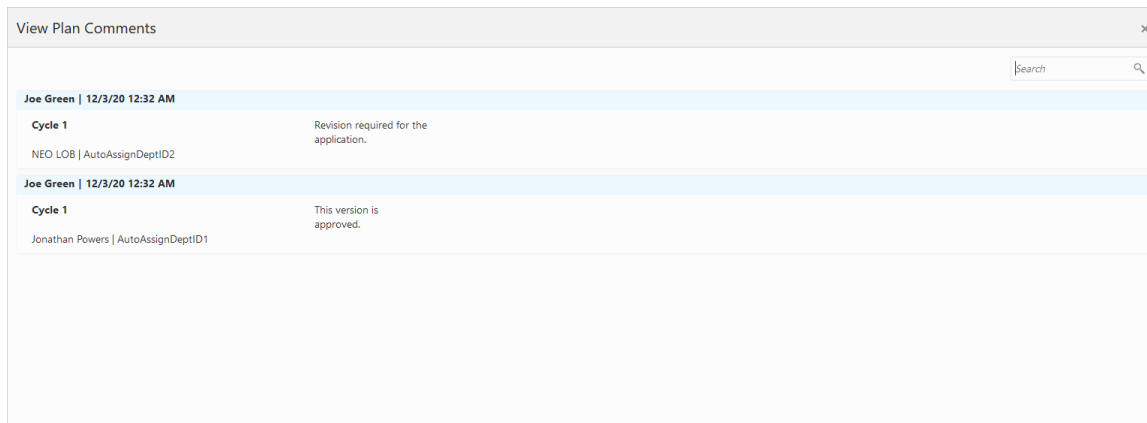 View Plan Comments
Search
Joe Green | 12/3/20 12:32 AM
Cycle 1
Revision required for the
application.
NEO LOB | AutoAssignDeptID2
Joe Green | 12/3/20 12:32 AM
Cycle 1
This version is
approved.
Jonathan Powers | AutoAssignDeptID1